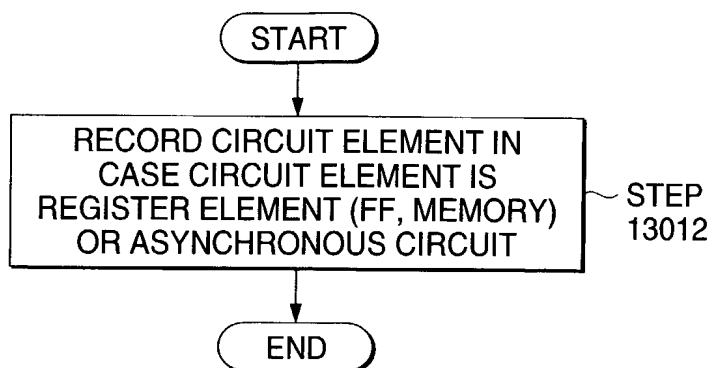 START
RECORD CIRCUIT ELEMENT IN
CASE CIRCUIT ELEMENT IS
REGISTER ELEMENT (FF, MEMORY)
OR ASYNCHRONOUS CIRCUIT
STEP
13012
END